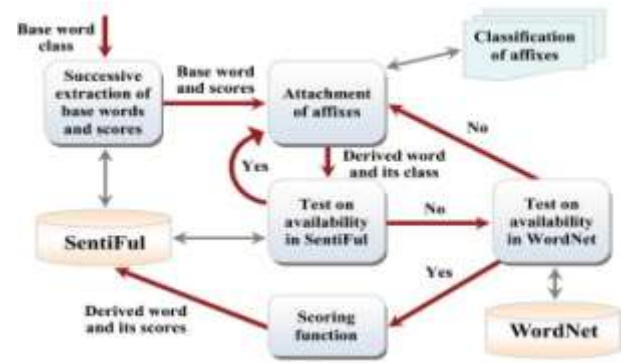 Base word
class
Successive
extraction of
base words
and scores
Base word
and scores
Attachment
of affixes
Classification
of affixes
No
Yes
Derived word
and its class
Test on
availability
in SentiFul
No
Test on
availability
in WordNet
SentiFul
Yes
Derived word
and its scores
Scoring
function
WordNet